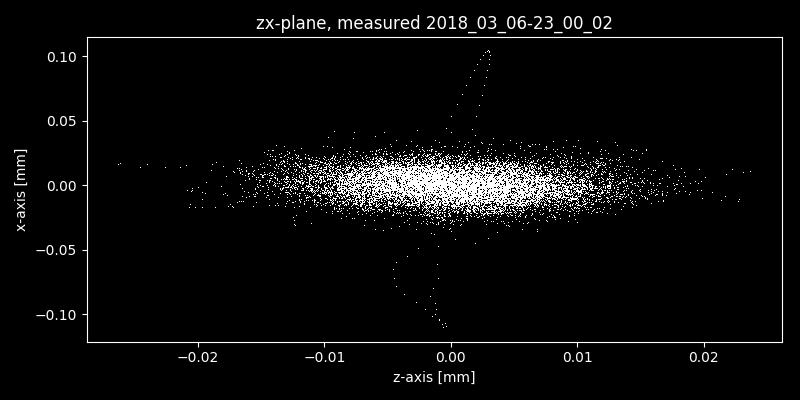 zx-plane, measured 2018_03_06-23_00_02
0.10
0.05
0.00
−0.05
−0.10
x-axis [mm]
−0.02 −0.01 0.00 0.01 0.02
z-axis [mm]